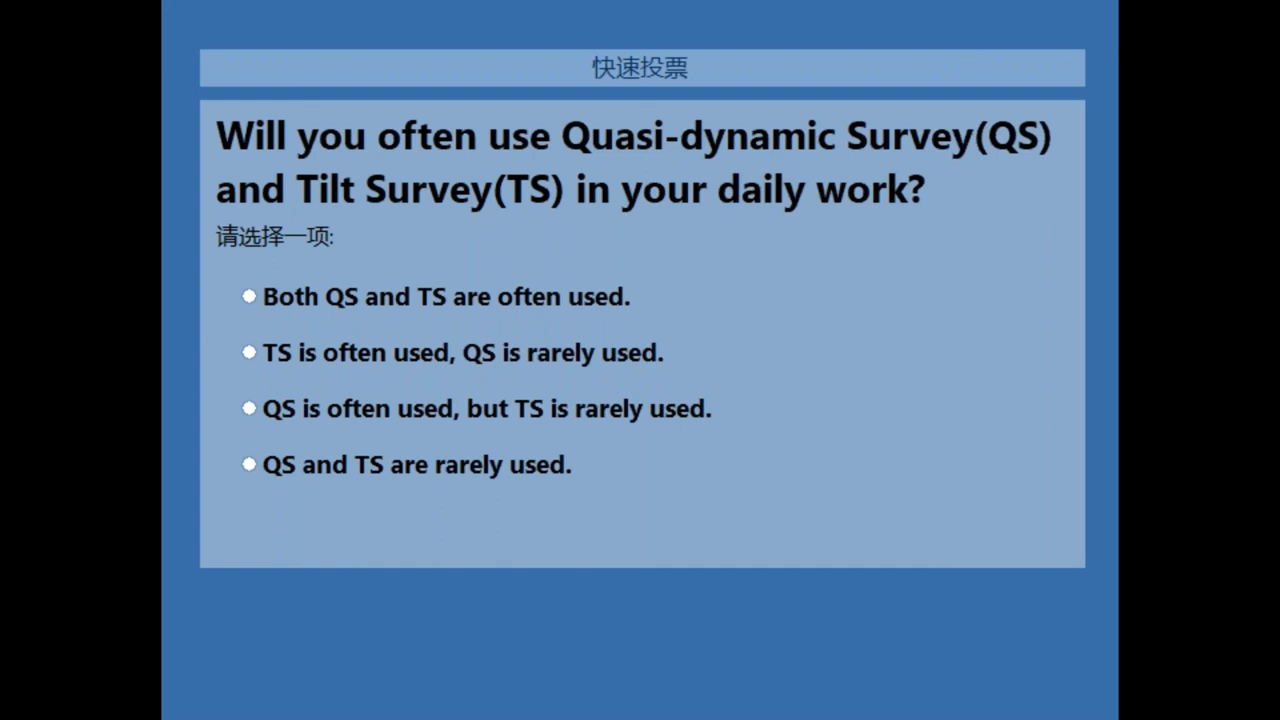 快速投票
Will you often use Quasi-dynamic Survey(QS)
and Tilt Survey(TS) in your daily work?
请选择一项:
Both QS and TS are often used.
TS is often used, QS is rarely used.
QS is often used, but TS is rarely used.
QS and TS are rarely used.